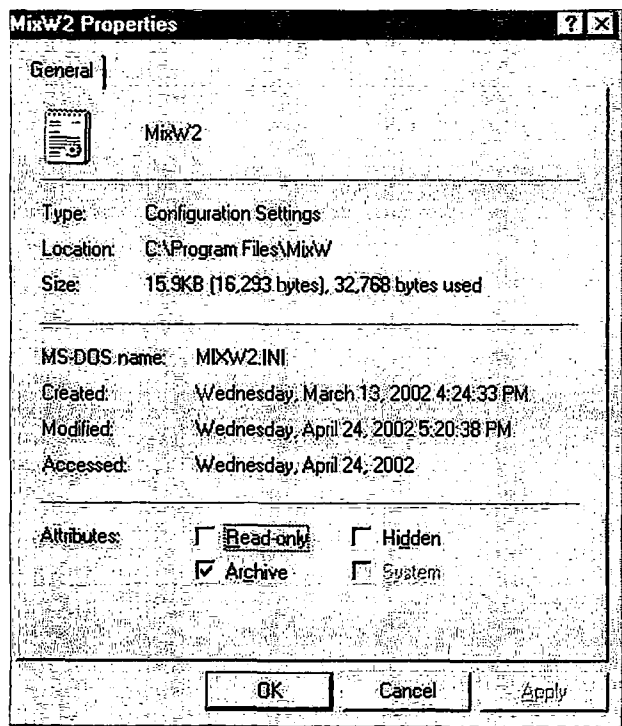 MixW2 Properties
General
MixW2
Type: Configuration Settings
Location: C:\Program Files\MixW
Size: 15.9KB (16,293 bytes), 32,768 bytes used
MS-DOS name: MIXW2.INI
Created: Wednesday, March 13, 2002 4:24:33 PM
Modified: Wednesday, April 24, 2002 5:20:38 PM
Accessed: Wednesday, April 24, 2002
Attributes: Read-only Hidden
Archive System
OK Cancel Apply